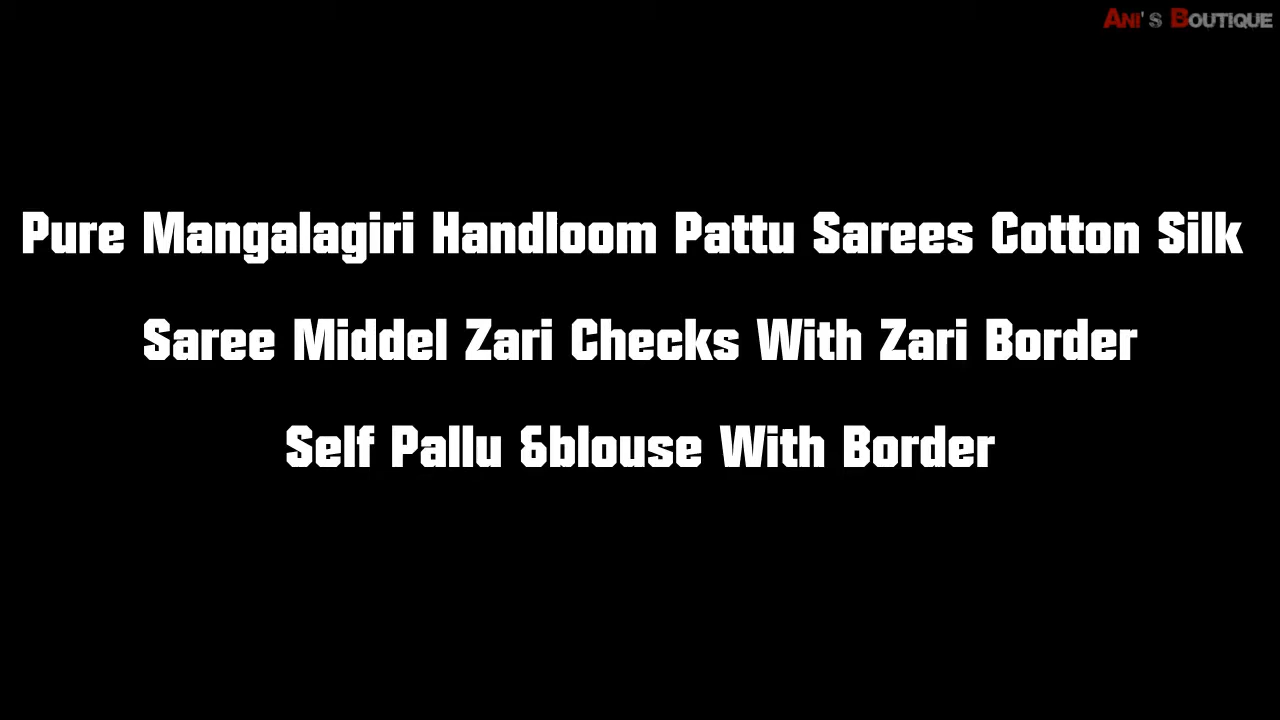 Ani's Boutique
Pure Mangalagiri Handloom Pattu Sarees Cotton Silk
Saree Middel Zari Checks With Zari Border
Self Pallu &blouse With Border